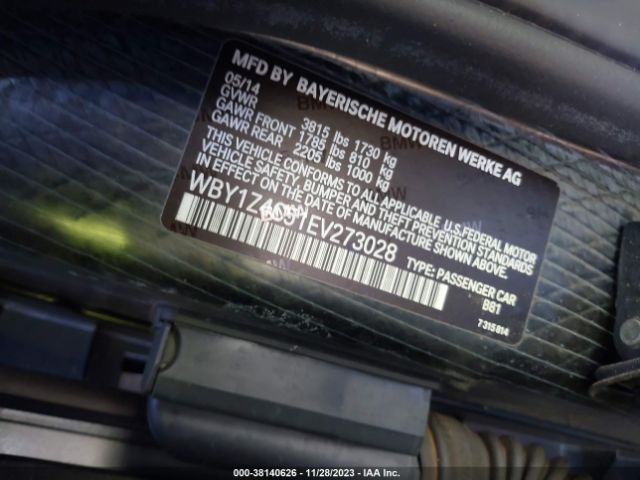 MFD BY BAYERISCHE MOTOREN WERKE AG
05/14
GVWR 3815 lbs 1730 kg
GAWR FRONT 1785 lbs 810 kg
GAWR REAR 2205 lbs 1000 kg
THIS VEHICLE CONFORMS TO ALL APPLICABLE U.S.FEDERAL MOTOR
VEHICLE SAFETY, BUMPER AND THEFT PREVENTION STANDARDS
IN EFFECT ON THE DATE OF MANUFACTURE SHOWN ABOVE.
TYPE: PASSENGER CAR
B81
7315814
000-38140626 - 11/28/2023 - IAA Inc.